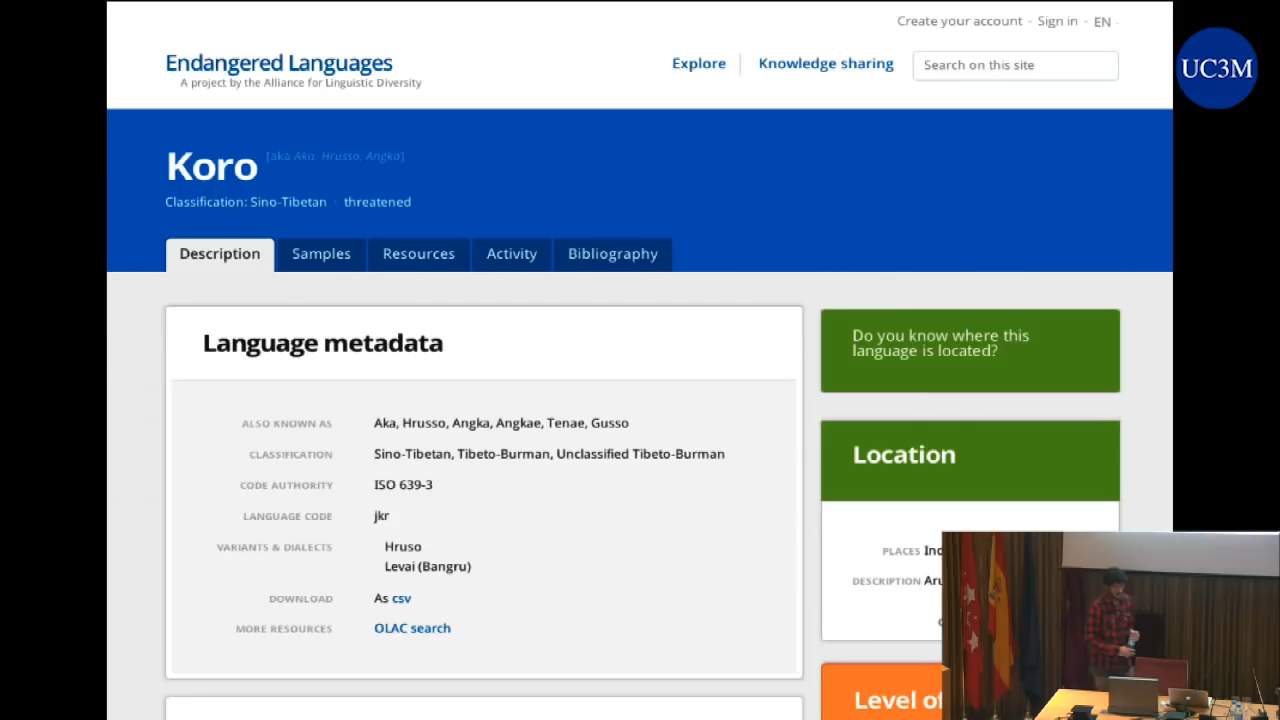 Create your account · Sign in · EN
UC3M
Endangered Languages
A project by the Alliance for Linguistic Diversity
Explore
Knowledge sharing
Search on this site
Koro [aka Aka, Hrusso, Angka]
Classification: Sino-Tibetan · threatened
Description
Samples
Resources
Activity
Bibliography
Language metadata
ALSO KNOWN AS Aka, Hrusso, Angka, Angkae, Tenae, Gusso
CLASSIFICATION Sino-Tibetan, Tibeto-Burman, Unclassified Tibeto-Burman
CODE AUTHORITY ISO 639-3
LANGUAGE CODE jkr
VARIANTS & DIALECTS Hruso
Levai (Bangru)
DOWNLOAD As csv
MORE RESOURCES OLAC search
Do you know where this
language is located?
Location
PLACES
DESCRIPTION
Level